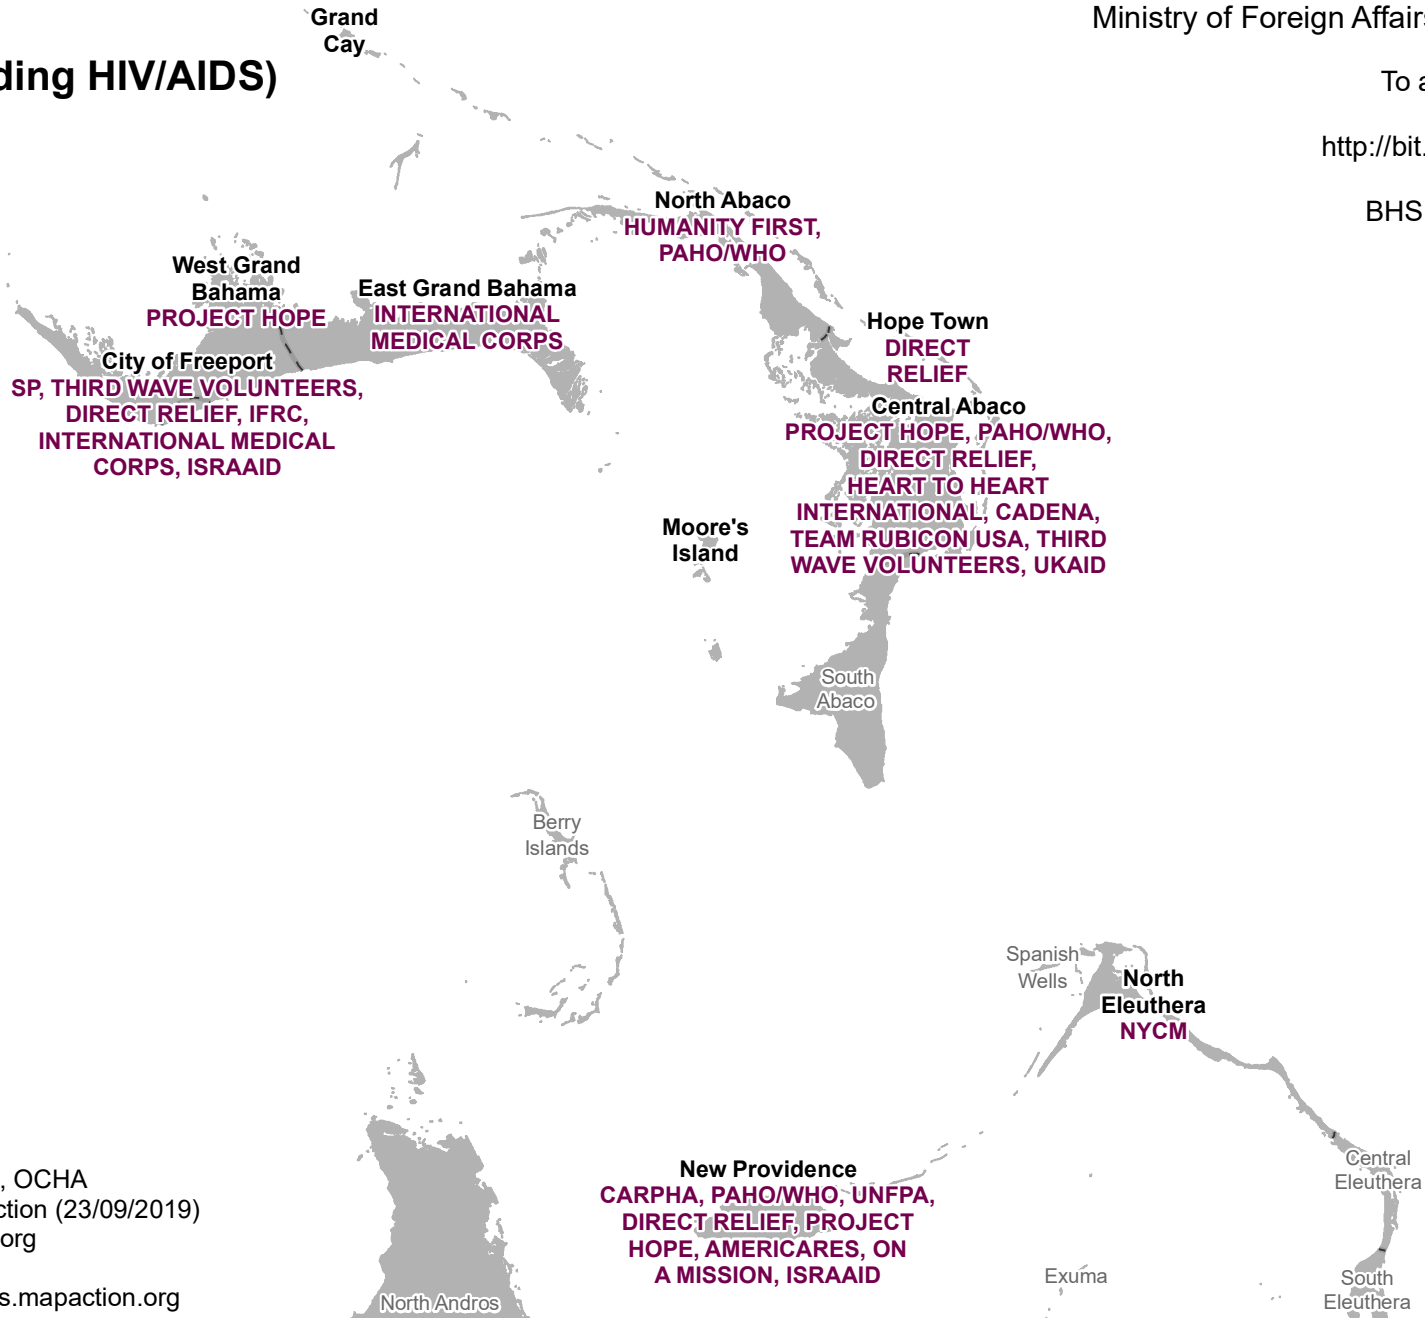 Grand
Cay
Ministry of Foreign Affairs
ding HIV/AIDS)
To a
http://bit.
BHS
North Abaco
HUMANITY FIRST,
PAHO/WHO
West Grand
Bahama
PROJECT HOPE
East Grand Bahama
INTERNATIONAL
MEDICAL CORPS
City of Freeport
SP, THIRD WAVE VOLUNTEERS,
DIRECT RELIEF, IFRC,
INTERNATIONAL MEDICAL
CORPS, ISRAAID
Hope Town
DIRECT
RELIEF
Central Abaco
PROJECT HOPE, PAHO/WHO,
DIRECT RELIEF,
HEART TO HEART
INTERNATIONAL, CADENA,
TEAM RUBICON USA, THIRD
WAVE VOLUNTEERS, UKAID
Moore's
Island
South
Abaco
Berry
Islands
Spanish
Wells
North
Eleuthera
NYCM
Central
Eleuthera
New Providence
CARPHA, PAHO/WHO, UNFPA,
DIRECT RELIEF, PROJECT
HOPE, AMERICARES, ON
A MISSION, ISRAAID
, OCHA
ction (23/09/2019)
org
s.mapaction.org
North Andros
Exuma
South
Eleuthera